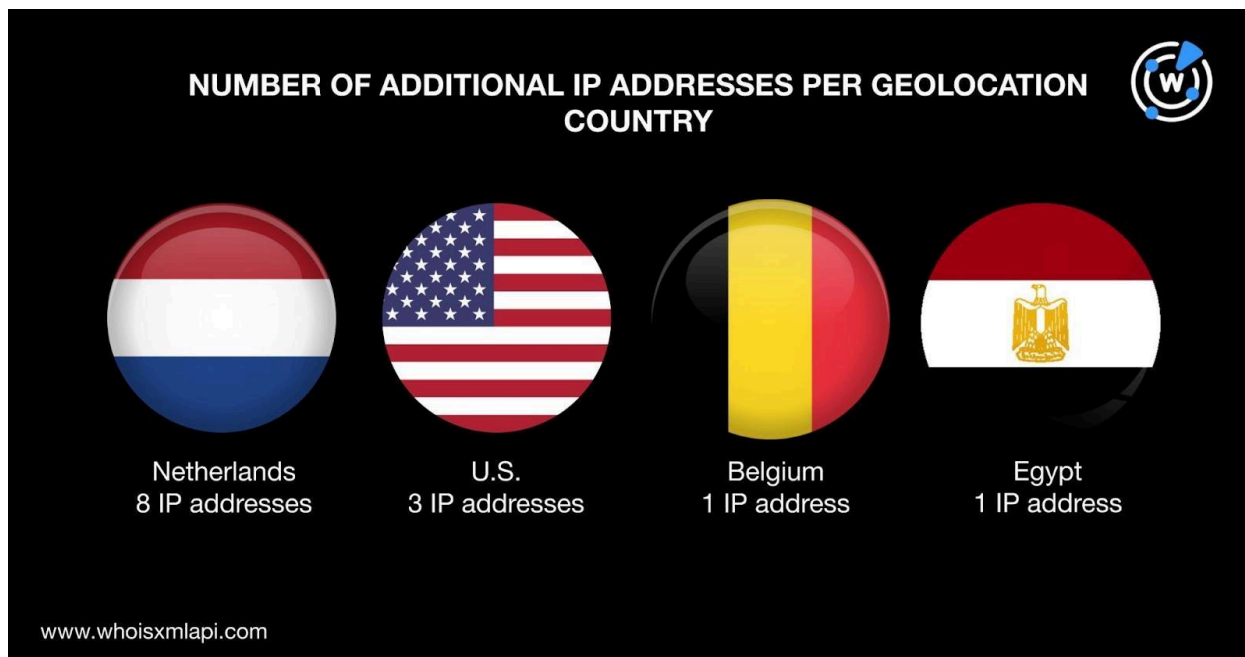 NUMBER OF ADDITIONAL IP ADDRESSES PER GEOLOCATION
COUNTRY
W
Netherlands
8 IP addresses
U.S.
3 IP addresses
Belgium
1 IP address
Egypt
1 IP address
www.whoisxmlapi.com